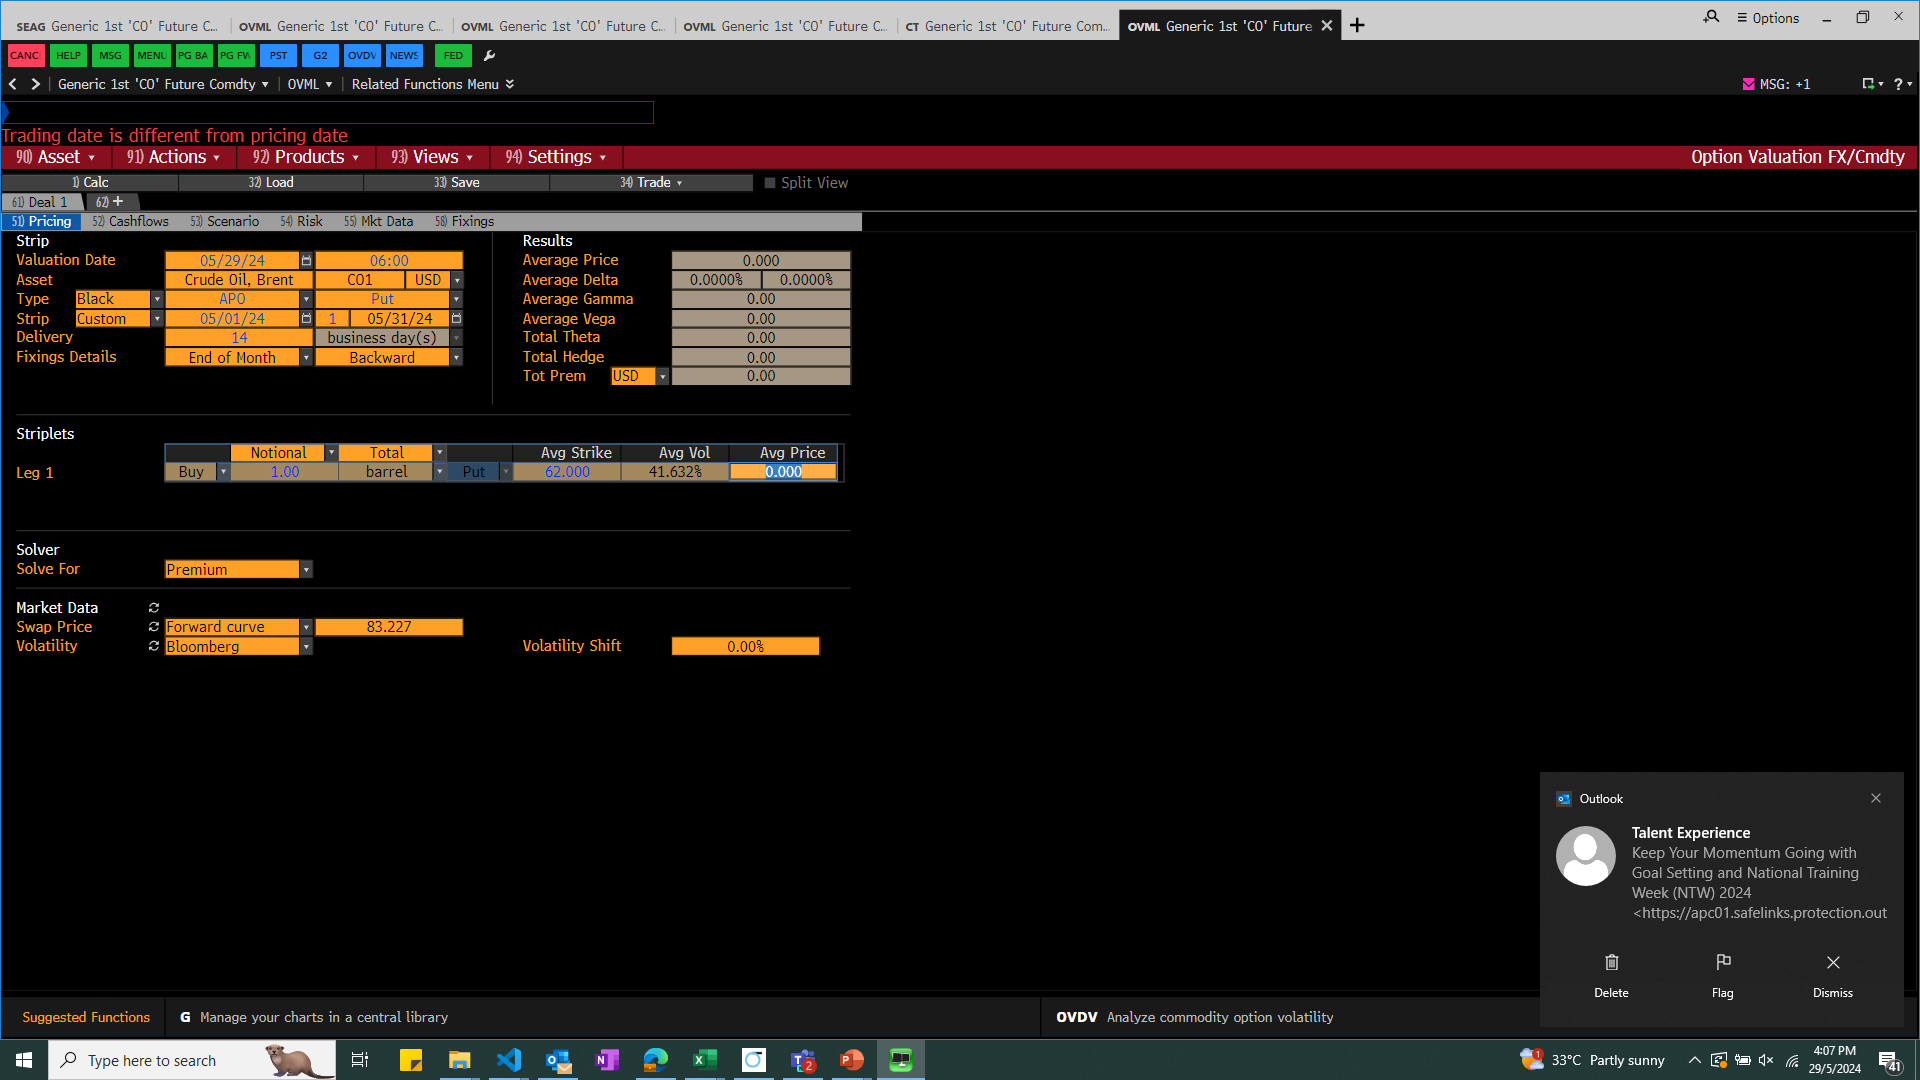 SEAG Generic 1st 'CO' Future C... OVML Generic 1st 'CO' Future C... OVML Generic 1st 'CO' Future C... OVML Generic 1st 'CO' Future C... CT Generic 1st 'CO' Future Com... OVML Generic 1st 'CO' Future
Options
CANC HELP MSG MENU PG BA PG FW PST G2 OVDV NEWS FED
Generic 1st 'CO' Future Comdty OVML Related Functions Menu MSG: +1 ?
Trading date is different from pricing date
90) Asset 91) Actions 92) Products 93) Views 94) Settings Option Valuation FX/Cmdty
1) Calc 32) Load 33) Save 34) Trade Split View
61) Deal 1 62) +
51) Pricing 52) Cashflows 53) Scenario 54) Risk 55) Mkt Data 58) Fixings
Strip Results
Valuation Date 05/29/24 06:00 Average Price 0.000
Asset Crude Oil, Brent CO1 USD Average Delta 0.0000% 0.0000%
Type Black APO Put Average Gamma 0.00
Strip Custom 05/01/24 1 05/31/24 Average Vega 0.00
Delivery 14 business day(s) Total Theta 0.00
Fixings Details End of Month Backward Total Hedge 0.00
Tot Prem USD 0.00
Striplets
Notional Total Avg Strike Avg Vol Avg Price
Leg 1 Buy 1.00 barrel Put 62.000 41.632% 0.000
Solver
Solve For Premium
Market Data
Swap Price Forward curve 83.227
Volatility Bloomberg Volatility Shift 0.00%
Outlook
Talent Experience
Keep Your Momentum Going with
Goal Setting and National Training
Week (NTW) 2024
<https://apc01.safelinks.protection.out
Delete Flag Dismiss
Suggested Functions G Manage your charts in a central library OVDV Analyze commodity option volatility
Type here to search 2 1 33°C Partly sunny 4:07 PM
29/5/2024 41